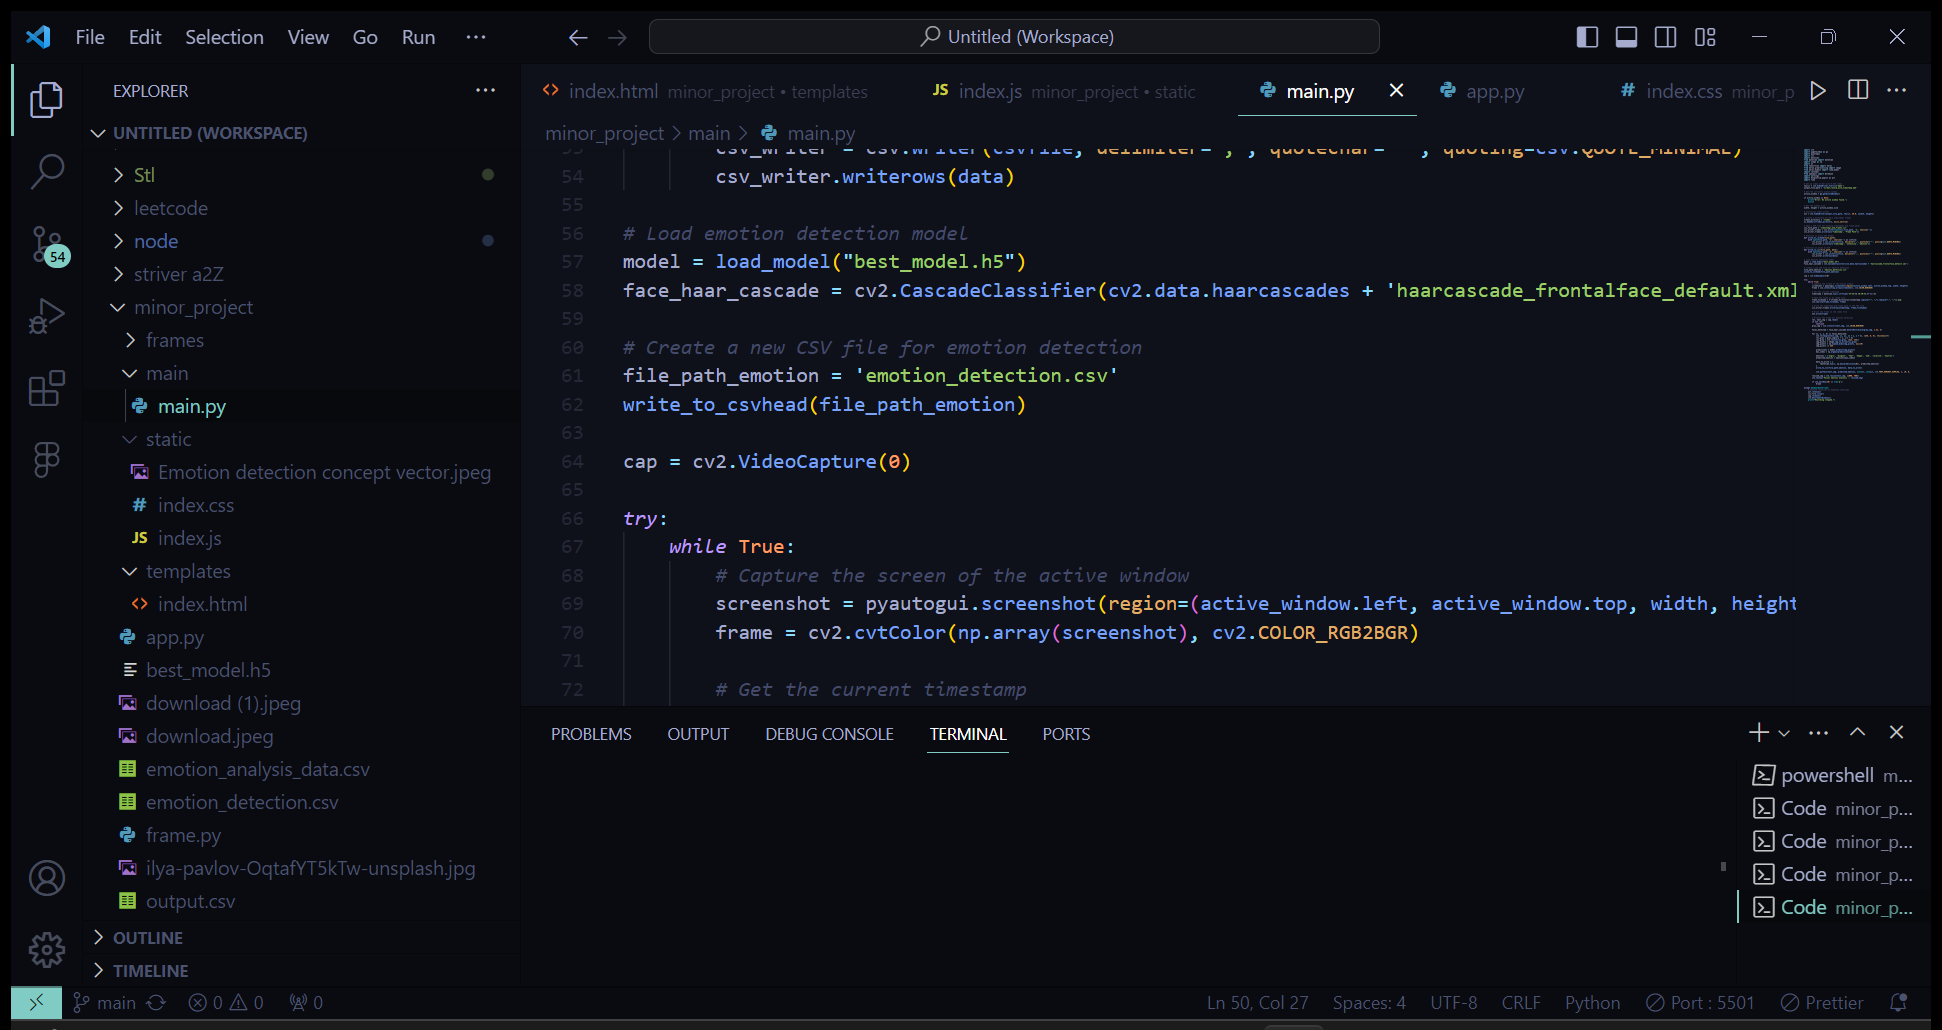 File Edit Selection View Go Run ···
Untitled (Workspace)
EXPLORER
UNTITLED (WORKSPACE)
Stl
leetcode
node
striver a2Z
minor_project
frames
main
main.py
static
Emotion detection concept vector.jpeg
# index.css
JS index.js
templates
<> index.html
app.py
best_model.h5
download (1).jpeg
download.jpeg
emotion_analysis_data.csv
emotion_detection.csv
frame.py
ilya-pavlov-OqtafYT5kTw-unsplash.jpg
output.csv
OUTLINE
TIMELINE
54
<> index.html minor_project • templates
JS index.js minor_project • static
main.py
app.py
# index.css minor_p
minor_project > main > main.py
53 csv_writer = csv.writer(csvfile, delimiter=',', quotechar='"', quoting=csv.QUOTE_MINIMAL)
54 csv_writer.writerows(data)
55
56 # Load emotion detection model
57 model = load_model("best_model.h5")
58 face_haar_cascade = cv2.CascadeClassifier(cv2.data.haarcascades + 'haarcascade_frontalface_default.xml
59
60 # Create a new CSV file for emotion detection
61 file_path_emotion = 'emotion_detection.csv'
62 write_to_csvhead(file_path_emotion)
63
64 cap = cv2.VideoCapture(0)
65
66 try:
67 while True:
68 # Capture the screen of the active window
69 screenshot = pyautogui.screenshot(region=(active_window.left, active_window.top, width, height
70 frame = cv2.cvtColor(np.array(screenshot), cv2.COLOR_RGB2BGR)
71
72 # Get the current timestamp
PROBLEMS OUTPUT DEBUG CONSOLE TERMINAL PORTS
powershell m...
Code minor_p...
Code minor_p...
Code minor_p...
Code minor_p...
main 0 0 0
Ln 50, Col 27 Spaces: 4 UTF-8 CRLF Python Port : 5501 Prettier